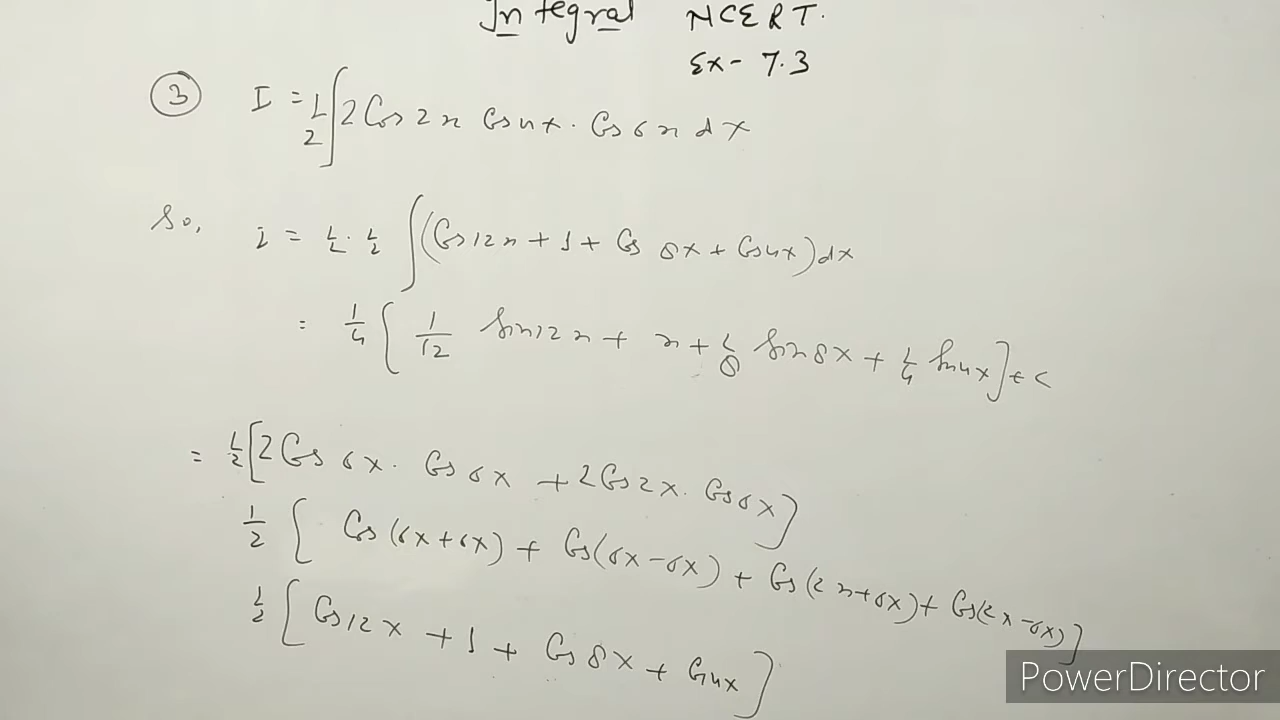 Integral NCERT.
Ex- 7.3
③ I = 1/2 ∫ 2 Cos 2x Cos 4x · Cos 6x dx
So, I = 1/2 · 1/2 ∫ (Cos 12x + 1 + Cos 8x + Cos 4x) dx
= 1/4 [ 1/12 Sin 12x + x + 1/8 Sin 8x + 1/4 Sin 4x ] + C
= 1/2 [ 2 Cos 6x · Cos 6x + 2 Cos 2x · Cos 6x ]
1/2 [ Cos (6x+6x) + Cos (6x-6x) + Cos (2x+6x) + Cos (2x-6x) ]
1/2 [ Cos 12x + 1 + Cos 8x + Cos 4x ]
PowerDirector